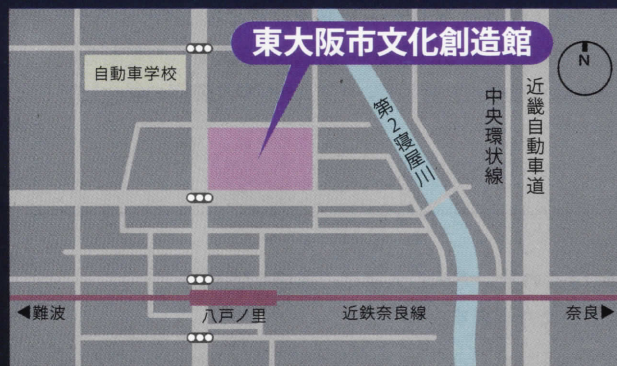 東大阪市文化創造館
自動車学校
N
第2寝屋川
中央環状線
近畿自動車道
◀難波
八戸ノ里
近鉄奈良線
奈良▶